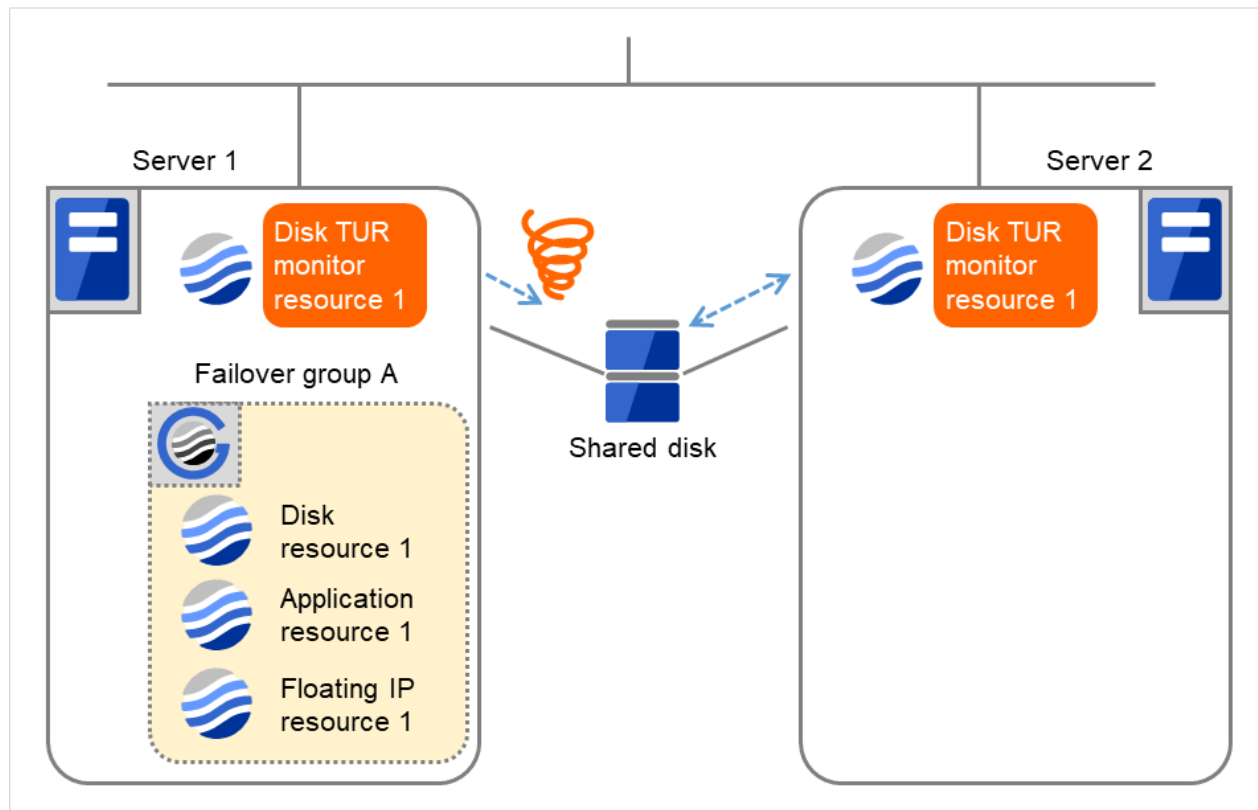 Server 1
Server 2
Disk TUR
monitor
resource 1
Disk TUR
monitor
resource 1
Failover group A
Shared disk
Disk
resource 1
Application
resource 1
Floating IP
resource 1